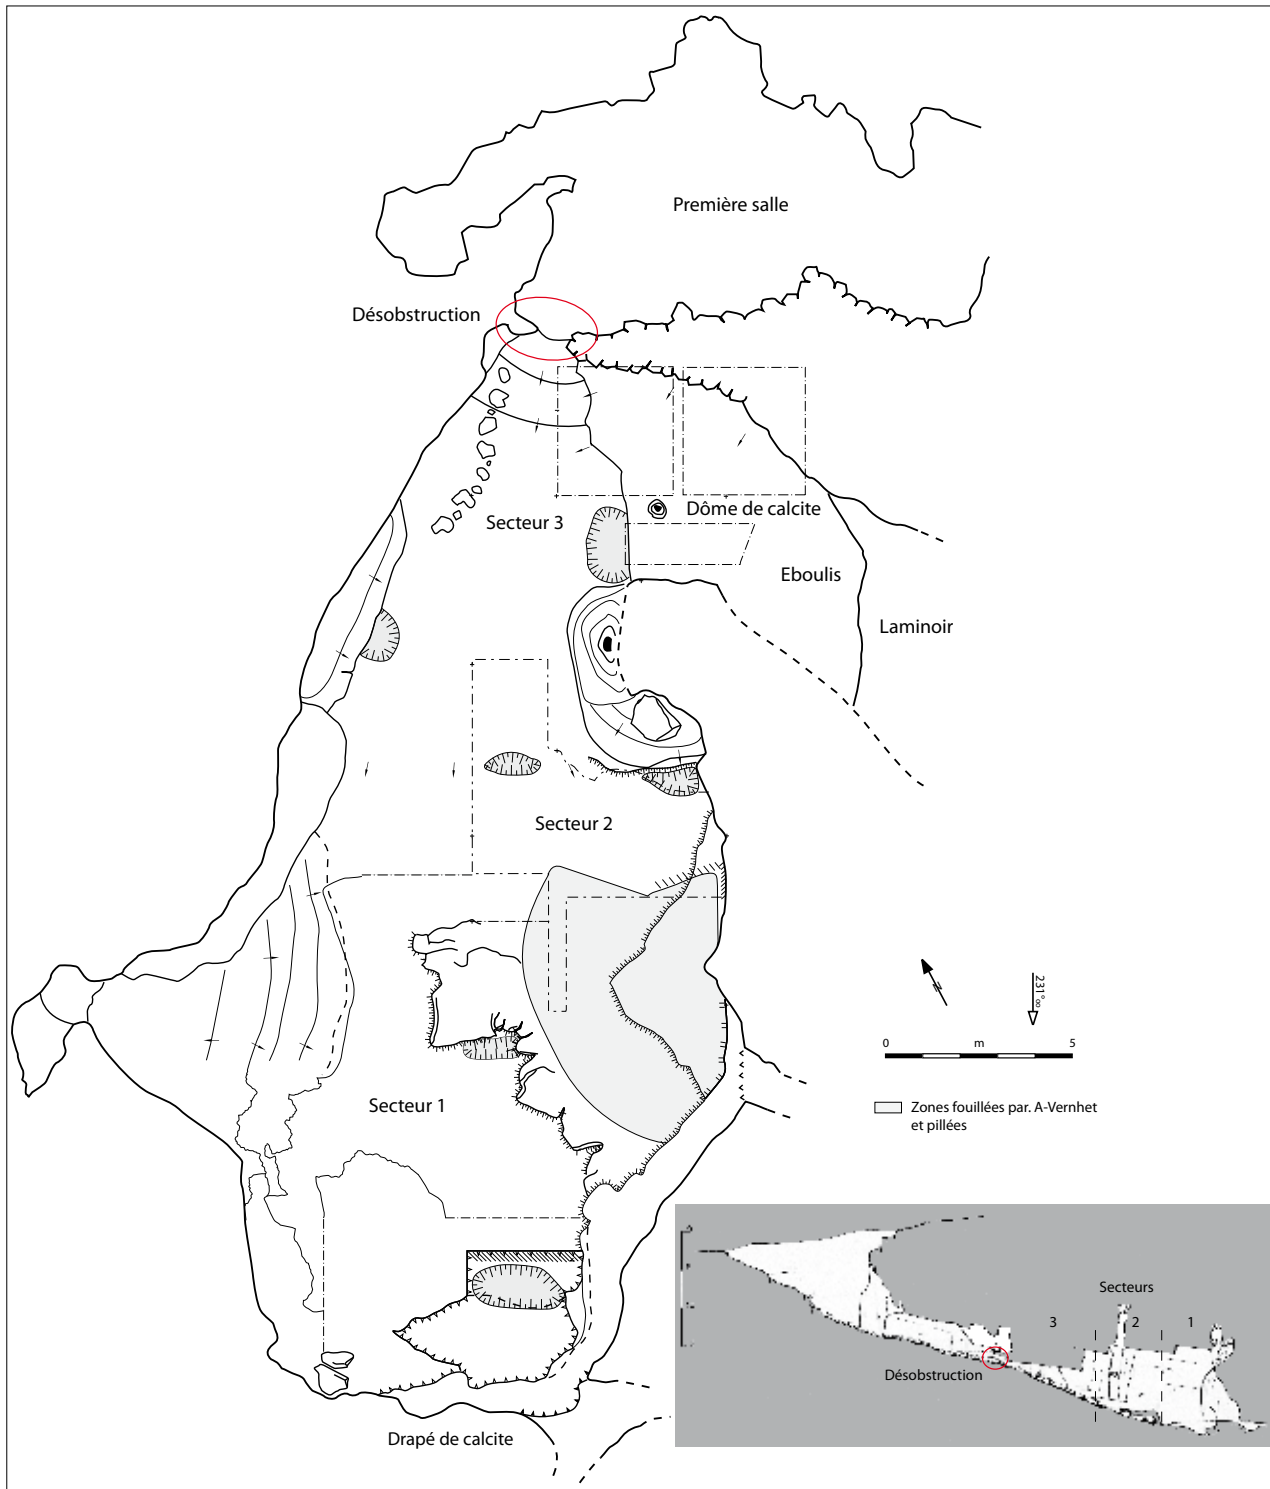 Première salle
Désobstruction
Secteur 3
Dôme de calcite
Eboulis
Laminoir
Secteur 2
N
231°
0 m 5
Secteur 1
Zones fouillées par. A-Vernhet
et pillées
Secteurs
3 2 1
Désobstruction
Drapé de calcite